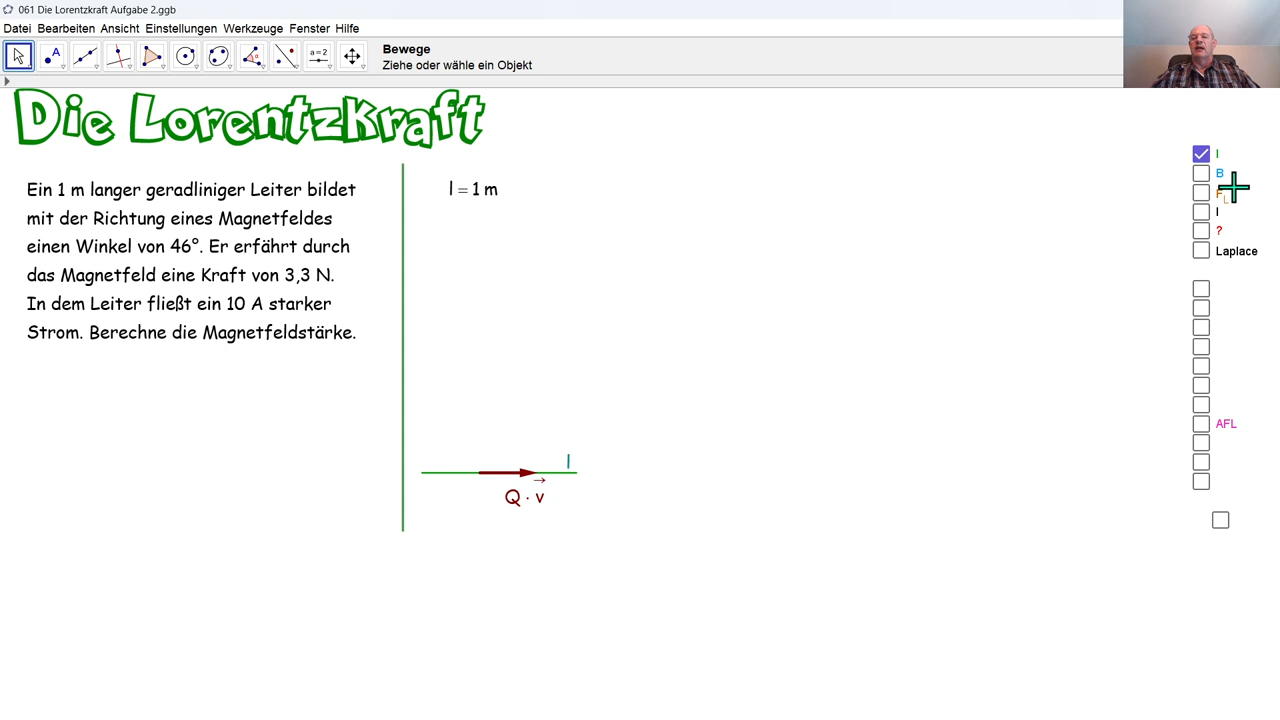 061 Die Lorentzkraft Aufgabe 2.ggb
Datei Bearbeiten Ansicht Einstellungen Werkzeuge Fenster Hilfe
A
a=2
Bewege
Ziehe oder wähle ein Objekt
Die Lorentzkraft
Ein 1 m langer geradliniger Leiter bildet
mit der Richtung eines Magnetfeldes
einen Winkel von 46°. Er erfährt durch
das Magnetfeld eine Kraft von 3,3 N.
In dem Leiter fließt ein 10 A starker
Strom. Berechne die Magnetfeldstärke.
l = 1 m
l
Q · v
l
B
F_L
I
?
Laplace
AFL